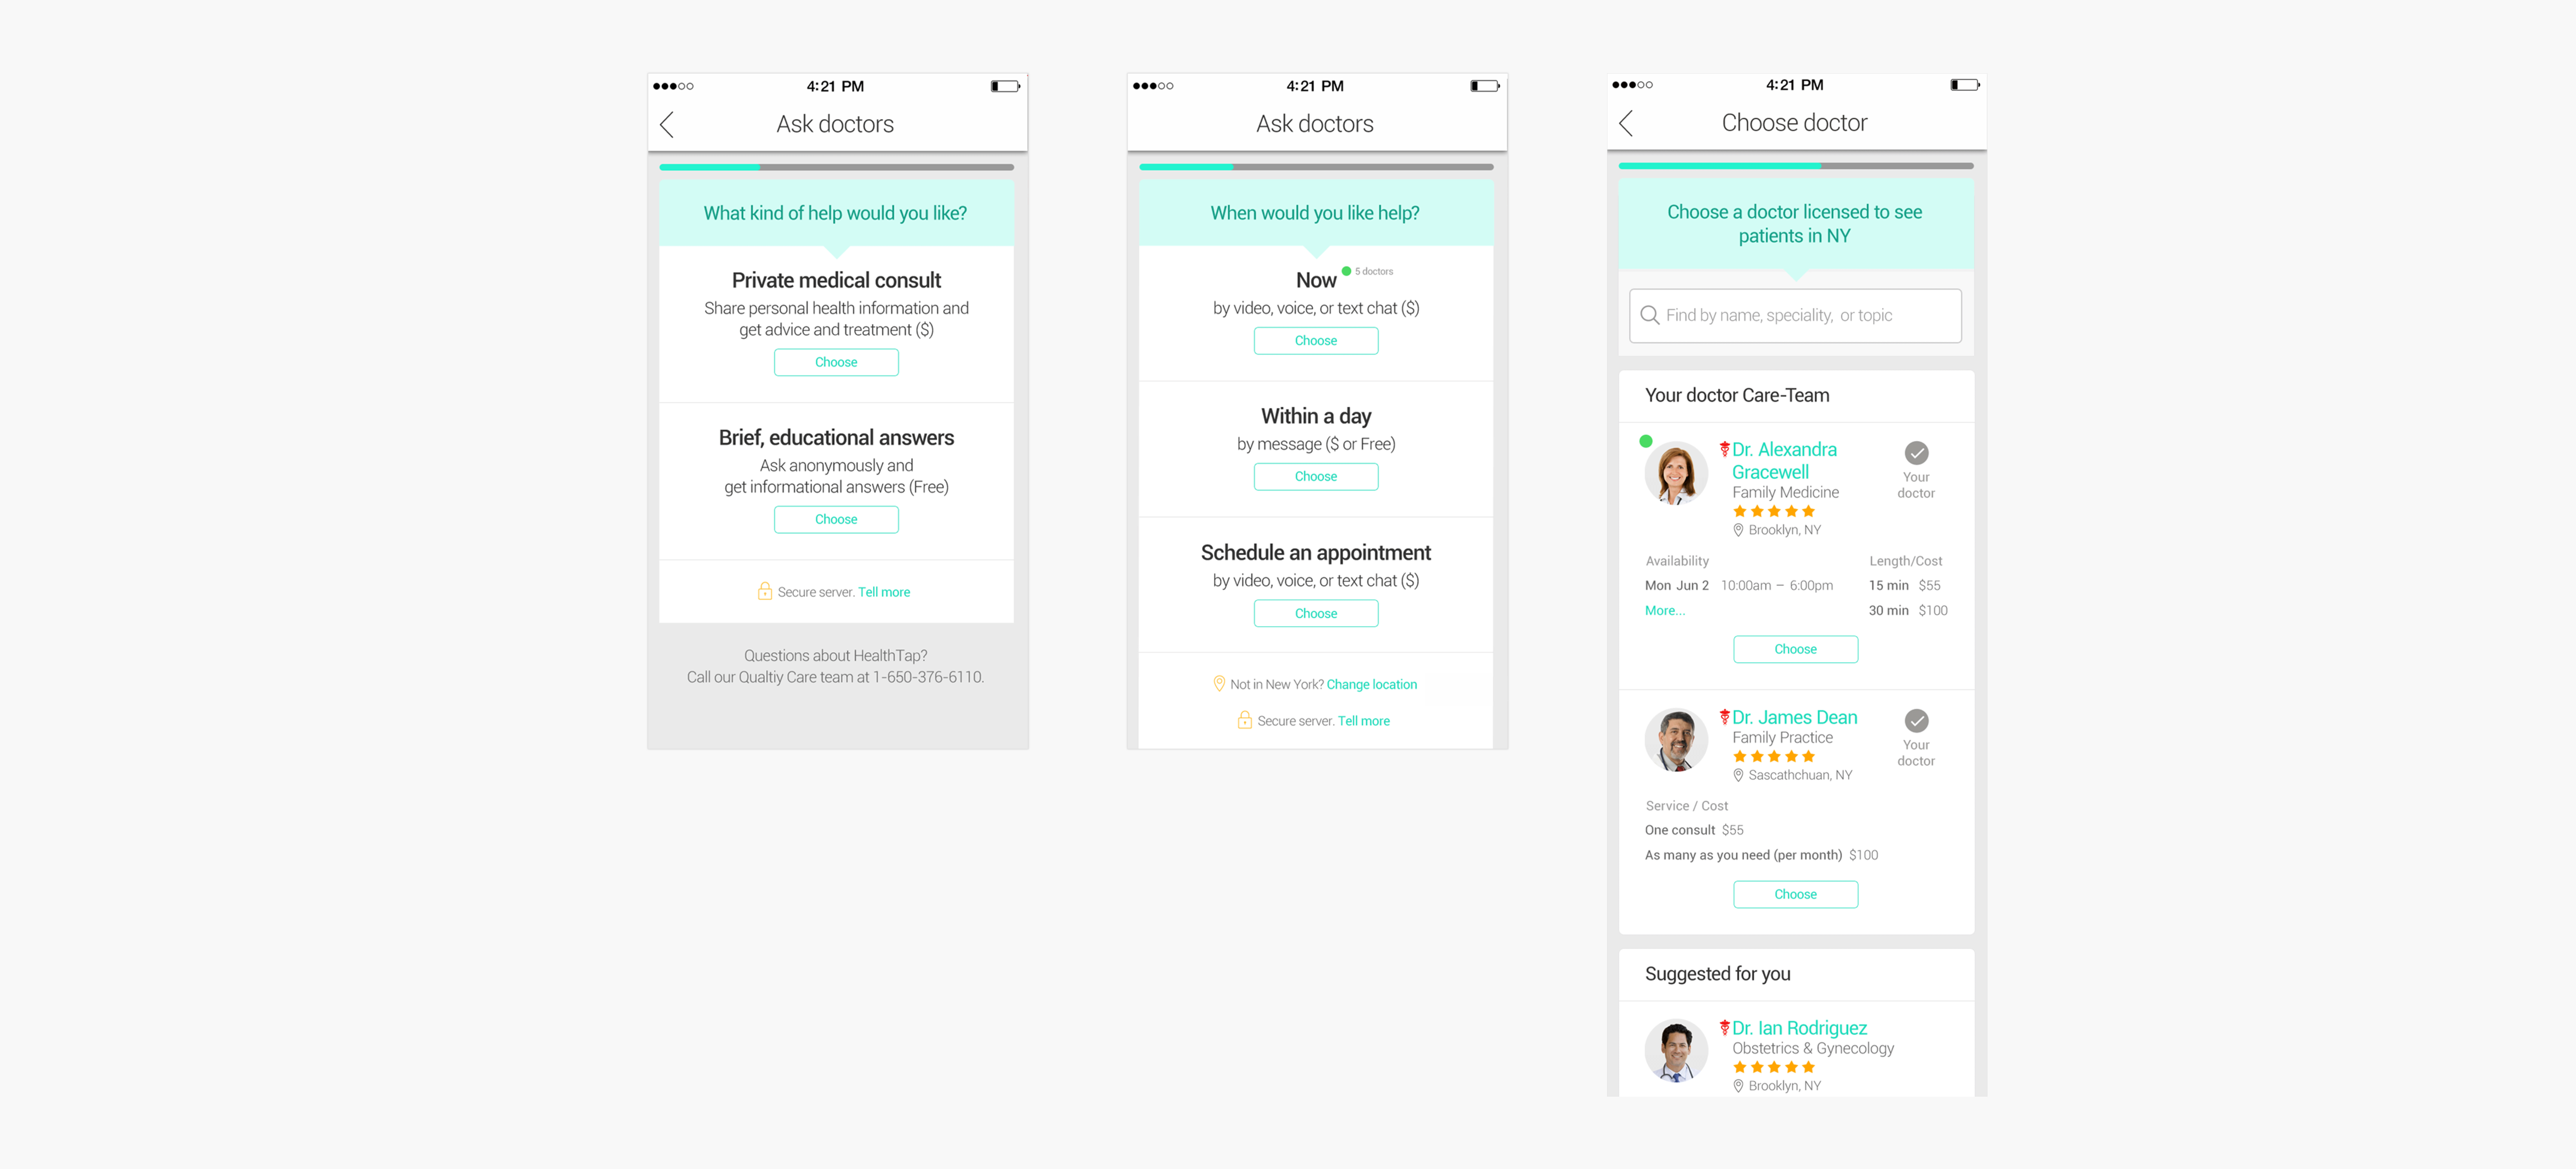 4:21 PM
Ask doctors
What kind of help would you like?
Private medical consult
Share personal health information and
get advice and treatment ($)
Choose
Brief, educational answers
Ask anonymously and
get informational answers (Free)
Choose
Secure server. Tell more
Questions about HealthTap?
Call our Qualtiy Care team at 1-650-376-6110.
4:21 PM
Ask doctors
When would you like help?
Now 5 doctors
by video, voice, or text chat ($)
Choose
Within a day
by message ($ or Free)
Choose
Schedule an appointment
by video, voice, or text chat ($)
Choose
Not in New York? Change location
Secure server. Tell more
4:21 PM
Choose doctor
Choose a doctor licensed to see
patients in NY
Find by name, speciality, or topic
Your doctor Care-Team
Dr. Alexandra
Gracewell
Family Medicine
Brooklyn, NY
Your
doctor
Availability Length/Cost
Mon Jun 2 10:00am – 6:00pm 15 min $55
More... 30 min $100
Choose
Dr. James Dean
Family Practice
Sascathchuan, NY
Your
doctor
Service / Cost
One consult $55
As many as you need (per month) $100
Choose
Suggested for you
Dr. Ian Rodriguez
Obstetrics & Gynecology
Brooklyn, NY